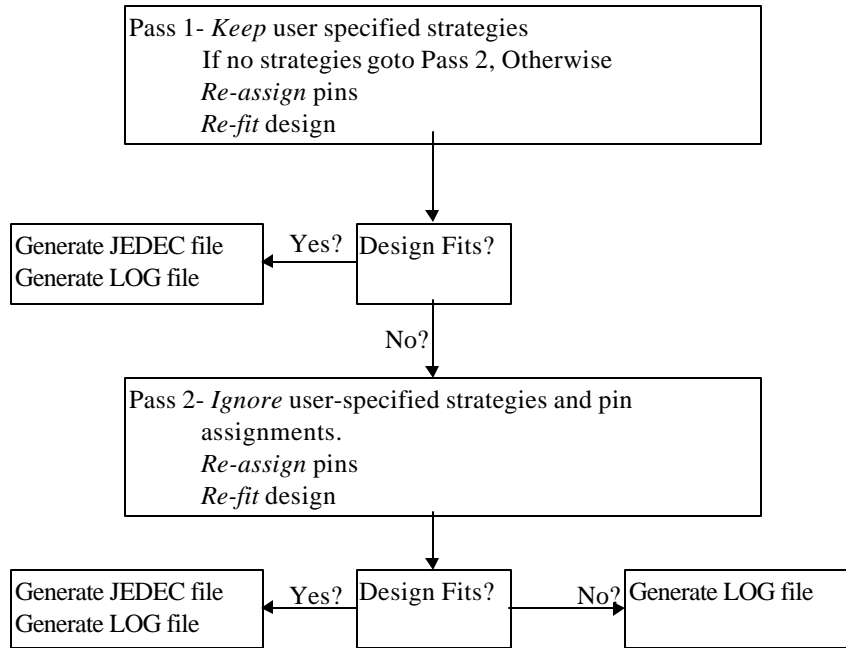 Pass 1- Keep user specified strategies
If no strategies goto Pass 2, Otherwise
Re-assign pins
Re-fit design
Generate JEDEC file
Generate LOG file
Yes?
Design Fits?
No?
Pass 2- Ignore user-specified strategies and pin
assignments.
Re-assign pins
Re-fit design
Generate JEDEC file
Generate LOG file
Yes?
Design Fits?
No?
Generate LOG file